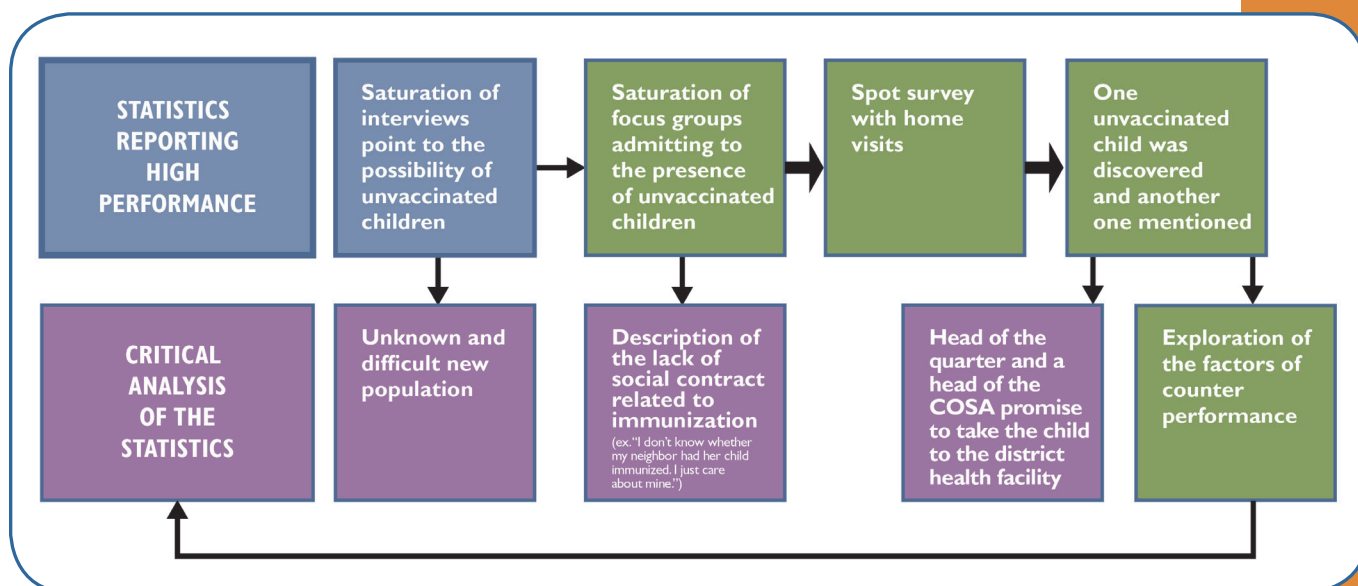 STATISTICS
REPORTING
HIGH
PERFORMANCE
Saturation of
interviews
point to the
possibility of
unvaccinated
children
Saturation of
focus groups
admitting to
the presence
of unvaccinated
children
Spot survey
with home
visits
One
unvaccinated
child was
discovered
and another
one mentioned
CRITICAL
ANALYSIS
OF THE
STATISTICS
Unknown and
difficult new
population
Description of
the lack of
social contract
related to
immunization
(ex.“I don’t know whether
my neighbor had her child
immunized. I just care
about mine.”)
Head of the
quarter and a
head of the
COSA promise
to take the child
to the district
health facility
Exploration of
the factors of
counter
performance